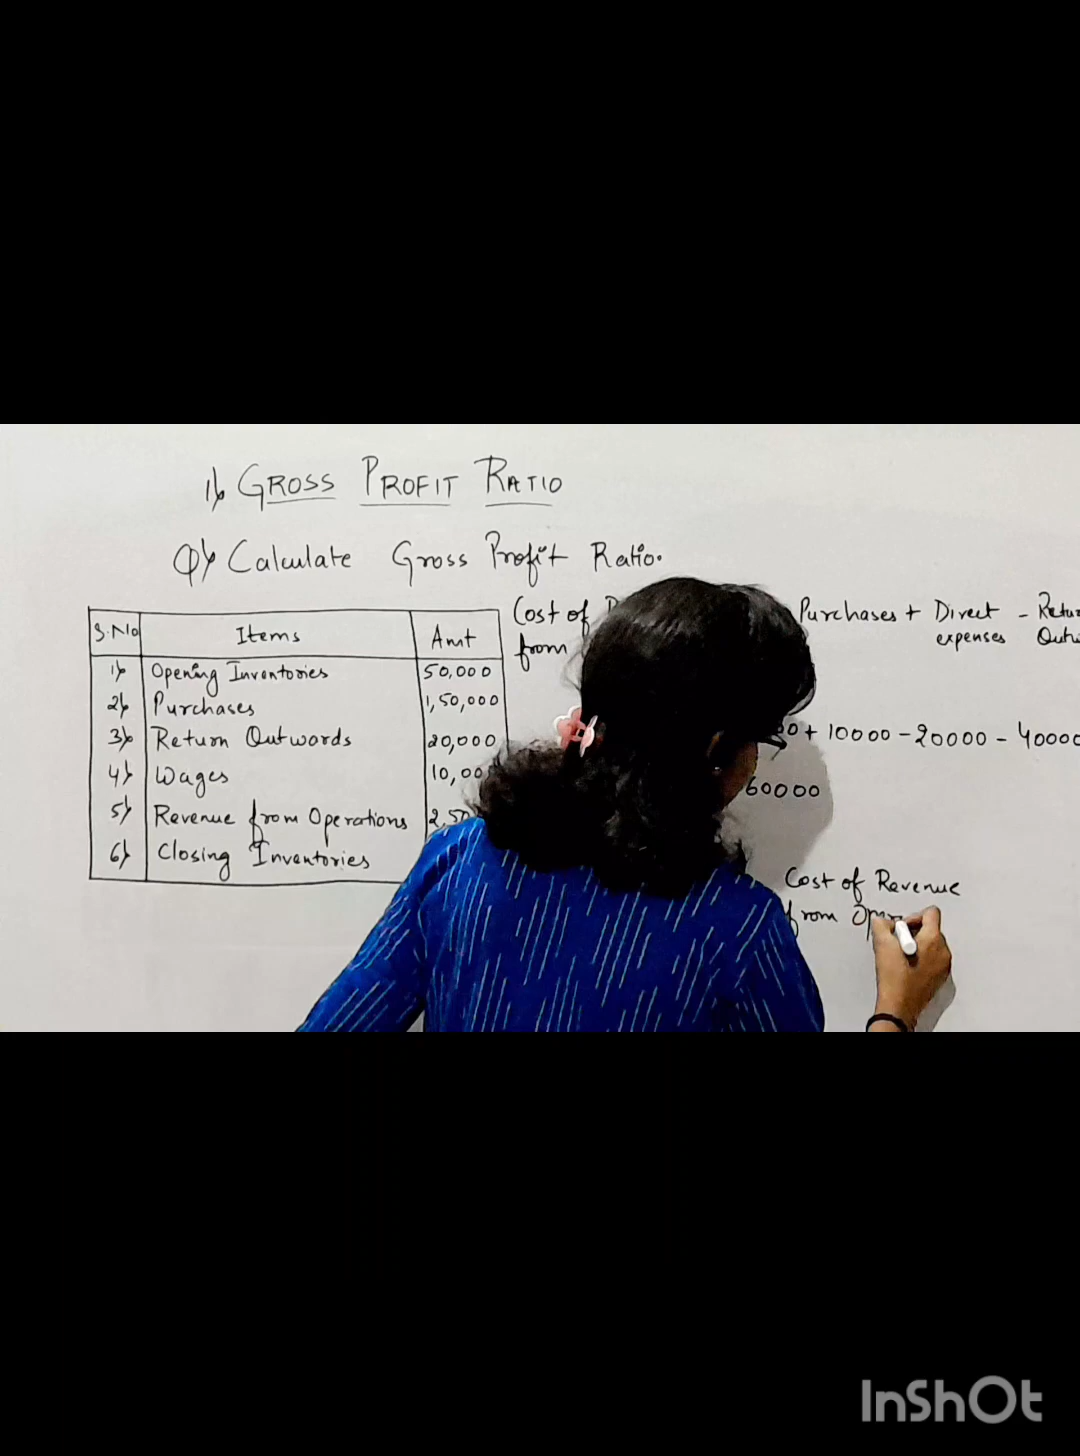 1) GROSS PROFIT RATIO
Q) Calculate Gross Profit Ratio.
S.No Items Amt
1) Opening Inventories 50,000
2) Purchases 1,50,000
3) Return Outwords 20,000
4) Wages
5) Revenue from Operations
6) Closing Inventories
Cost of Purchases + Direct -
from expenses
+ 10000 - 20000 - 40000
60000
Cost of Revenue
from
InShOt